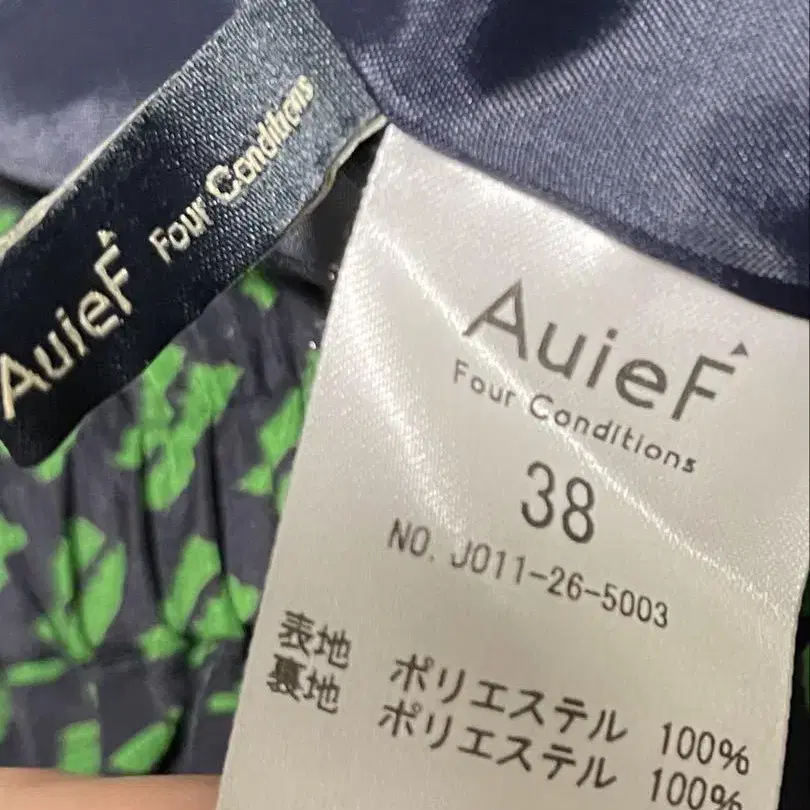 AuieF Four Conditions
AuieF
Four Conditions
38
NO. J011-26-5003
表地 ポリエステル 100%
裏地 ポリエステル 100%